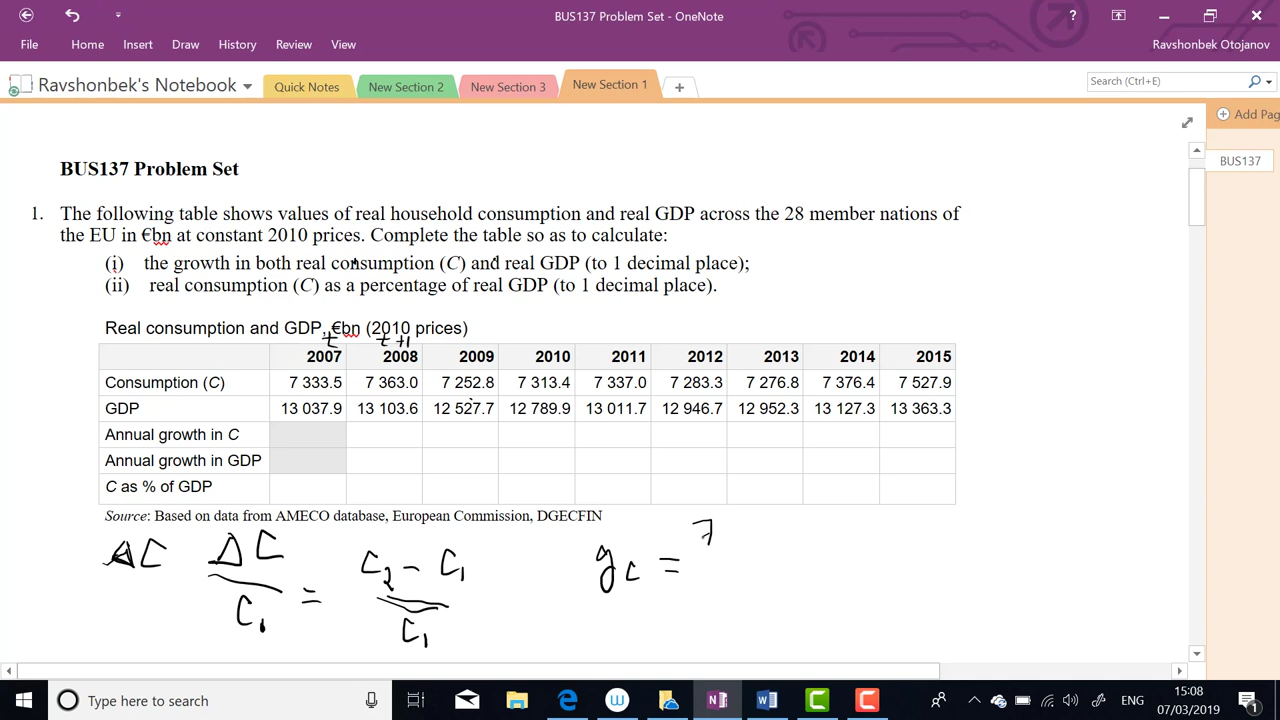 BUS137 Problem Set - OneNote
?
File Home Insert Draw History Review View
Ravshonbek Otojanov
Ravshonbek's Notebook Quick Notes New Section 2 New Section 3 New Section 1 +
Search (Ctrl+E)
Add Pag
BUS137
BUS137 Problem Set
1. The following table shows values of real household consumption and real GDP across the 28 member nations of
the EU in €bn at constant 2010 prices. Complete the table so as to calculate:
(i) the growth in both real consumption (C) and real GDP (to 1 decimal place);
(ii) real consumption (C) as a percentage of real GDP (to 1 decimal place).
Real consumption and GDP, €bn (2010 prices)
t t+1
2007 2008 2009 2010 2011 2012 2013 2014 2015
Consumption (C) 7 333.5 7 363.0 7 252.8 7 313.4 7 337.0 7 283.3 7 276.8 7 376.4 7 527.9
GDP 13 037.9 13 103.6 12 527.7 12 789.9 13 011.7 12 946.7 12 952.3 13 127.3 13 363.3
Annual growth in C
Annual growth in GDP
C as % of GDP
Source: Based on data from AMECO database, European Commission, DGECFIN
ΔC ΔC / C₁ = C₂ - C₁ / C₁ gc = 7
Type here to search
ENG
15:08
07/03/2019
1